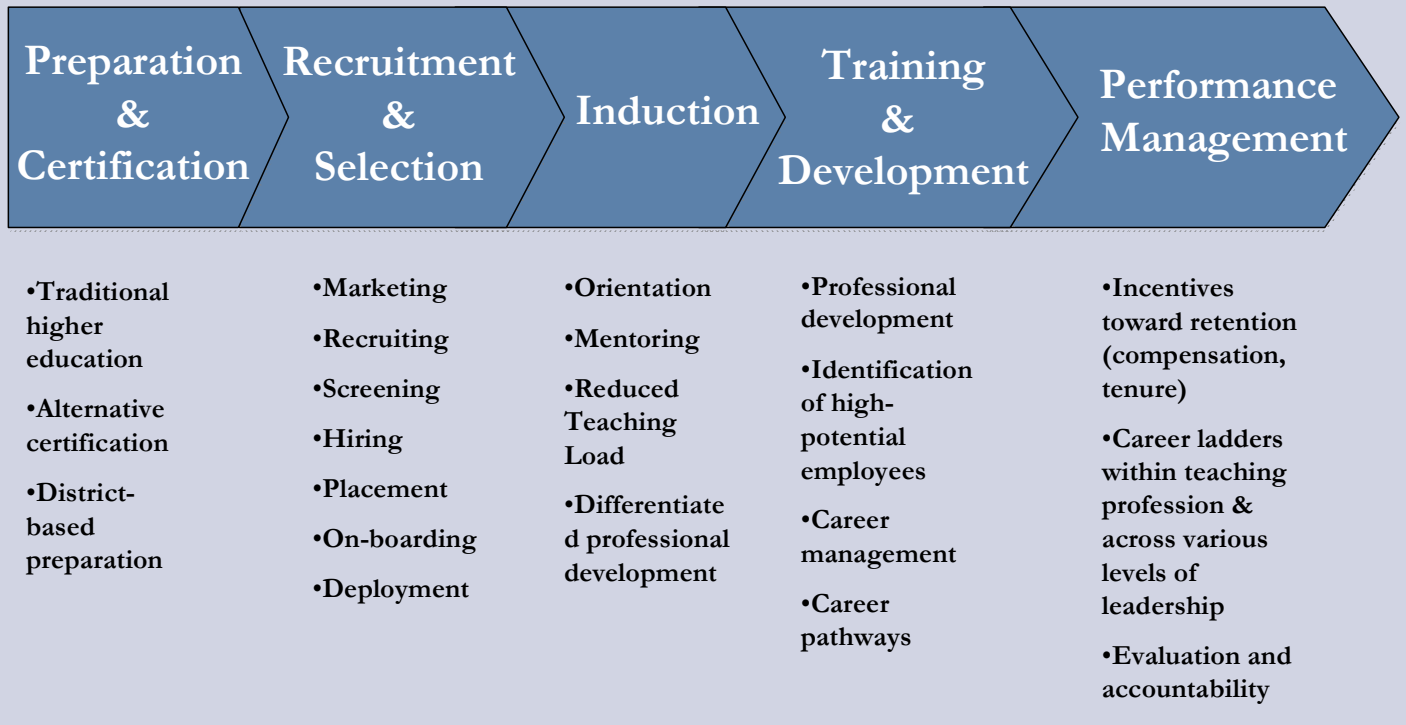 Preparation
&
Certification
Recruitment
&
Selection
Induction
Training
&
Development
Performance
Management
•Traditional
higher
education
•Alternative
certification
•District-
based
preparation
•Marketing
•Recruiting
•Screening
•Hiring
•Placement
•On-boarding
•Deployment
•Orientation
•Mentoring
•Reduced
Teaching
Load
•Differentiate
d professional
development
•Professional
development
•Identification
of high-
potential
employees
•Career
management
•Career
pathways
•Incentives
toward retention
(compensation,
tenure)
•Career ladders
within teaching
profession &
across various
levels of
leadership
•Evaluation and
accountability